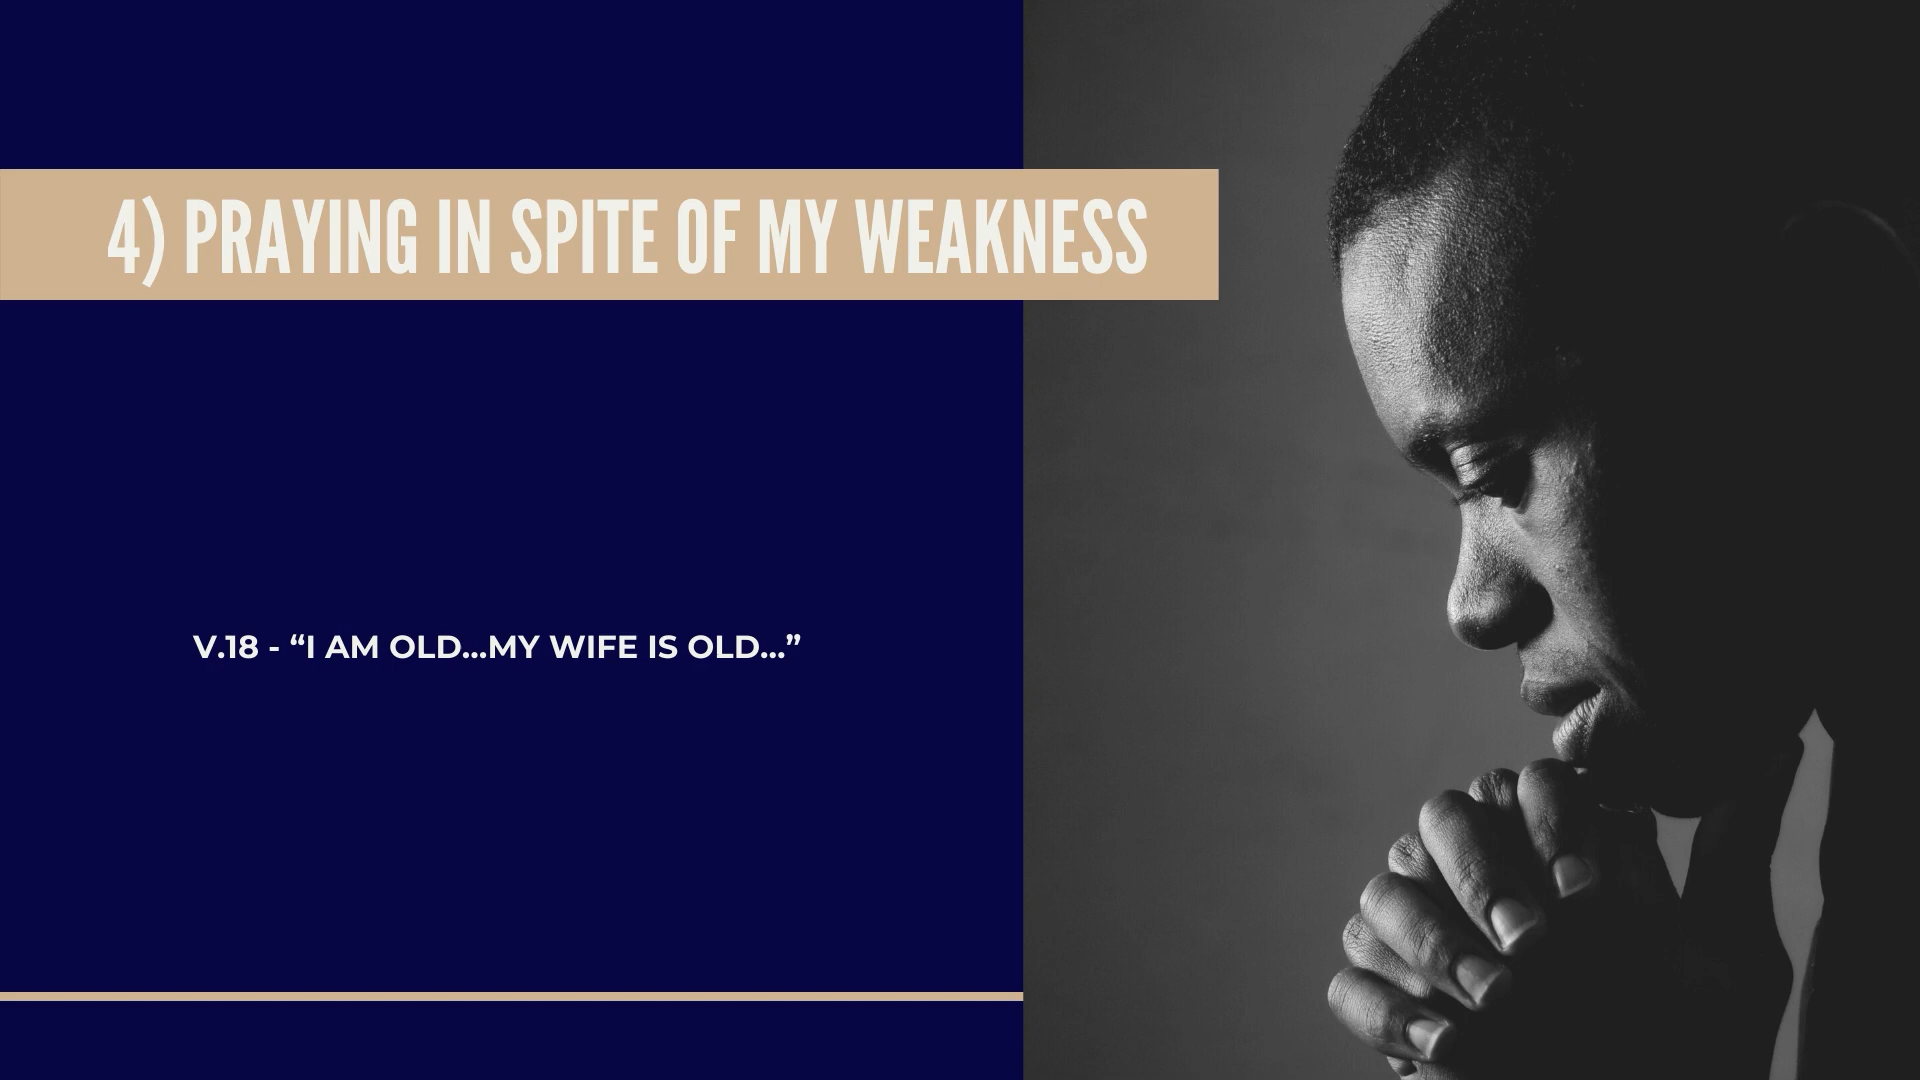 4) PRAYING IN SPITE OF MY WEAKNESS
V.18 - “I AM OLD...MY WIFE IS OLD...”